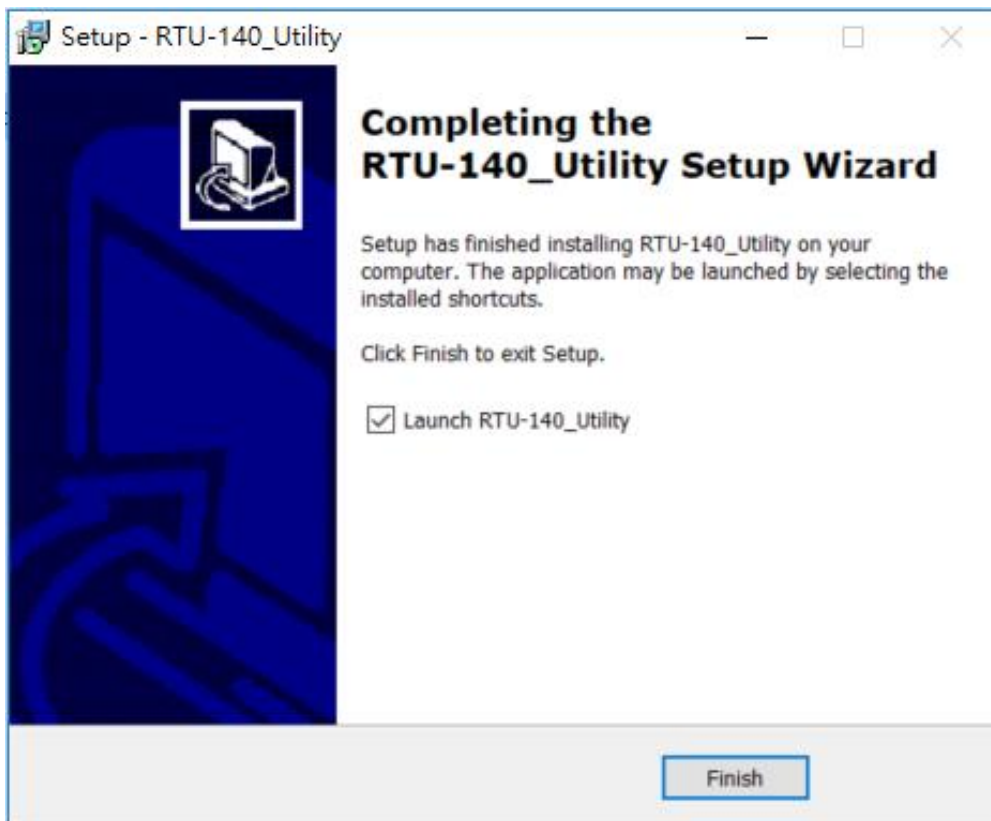 Setup - RTU-140_Utility
Completing the
RTU-140_Utility Setup Wizard
Setup has finished installing RTU-140_Utility on your
computer. The application may be launched by selecting the
installed shortcuts.
Click Finish to exit Setup.
Launch RTU-140_Utility
Finish